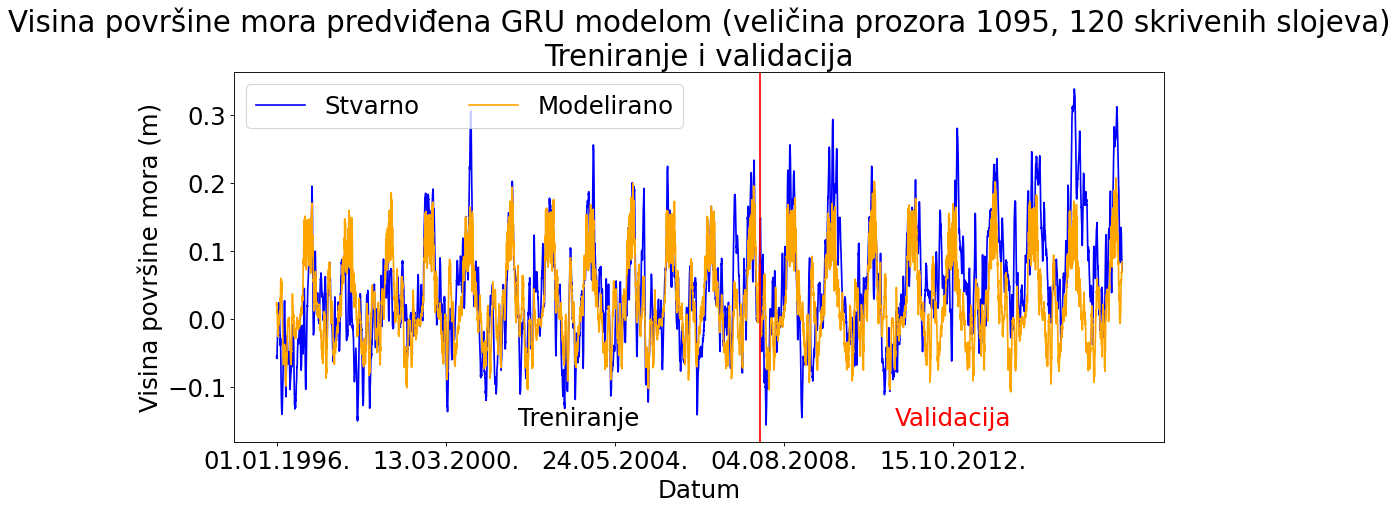 Visina površine mora predviđena GRU modelom (veličina prozora 1095, 120 skrivenih slojeva)
Treniranje i validacija
Stvarno
Modelirano
Visina površine mora (m)
0.3
0.2
0.1
0.0
−0.1
Treniranje
Validacija
01.01.1996.
13.03.2000.
24.05.2004.
04.08.2008.
15.10.2012.
Datum